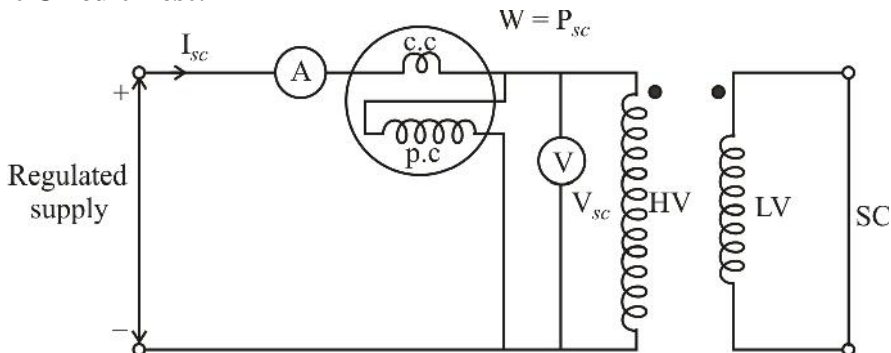 W = P_sc
I_sc
c.c
A
+
p.c
V
Regulated
supply
V_sc
HV
LV
SC
−